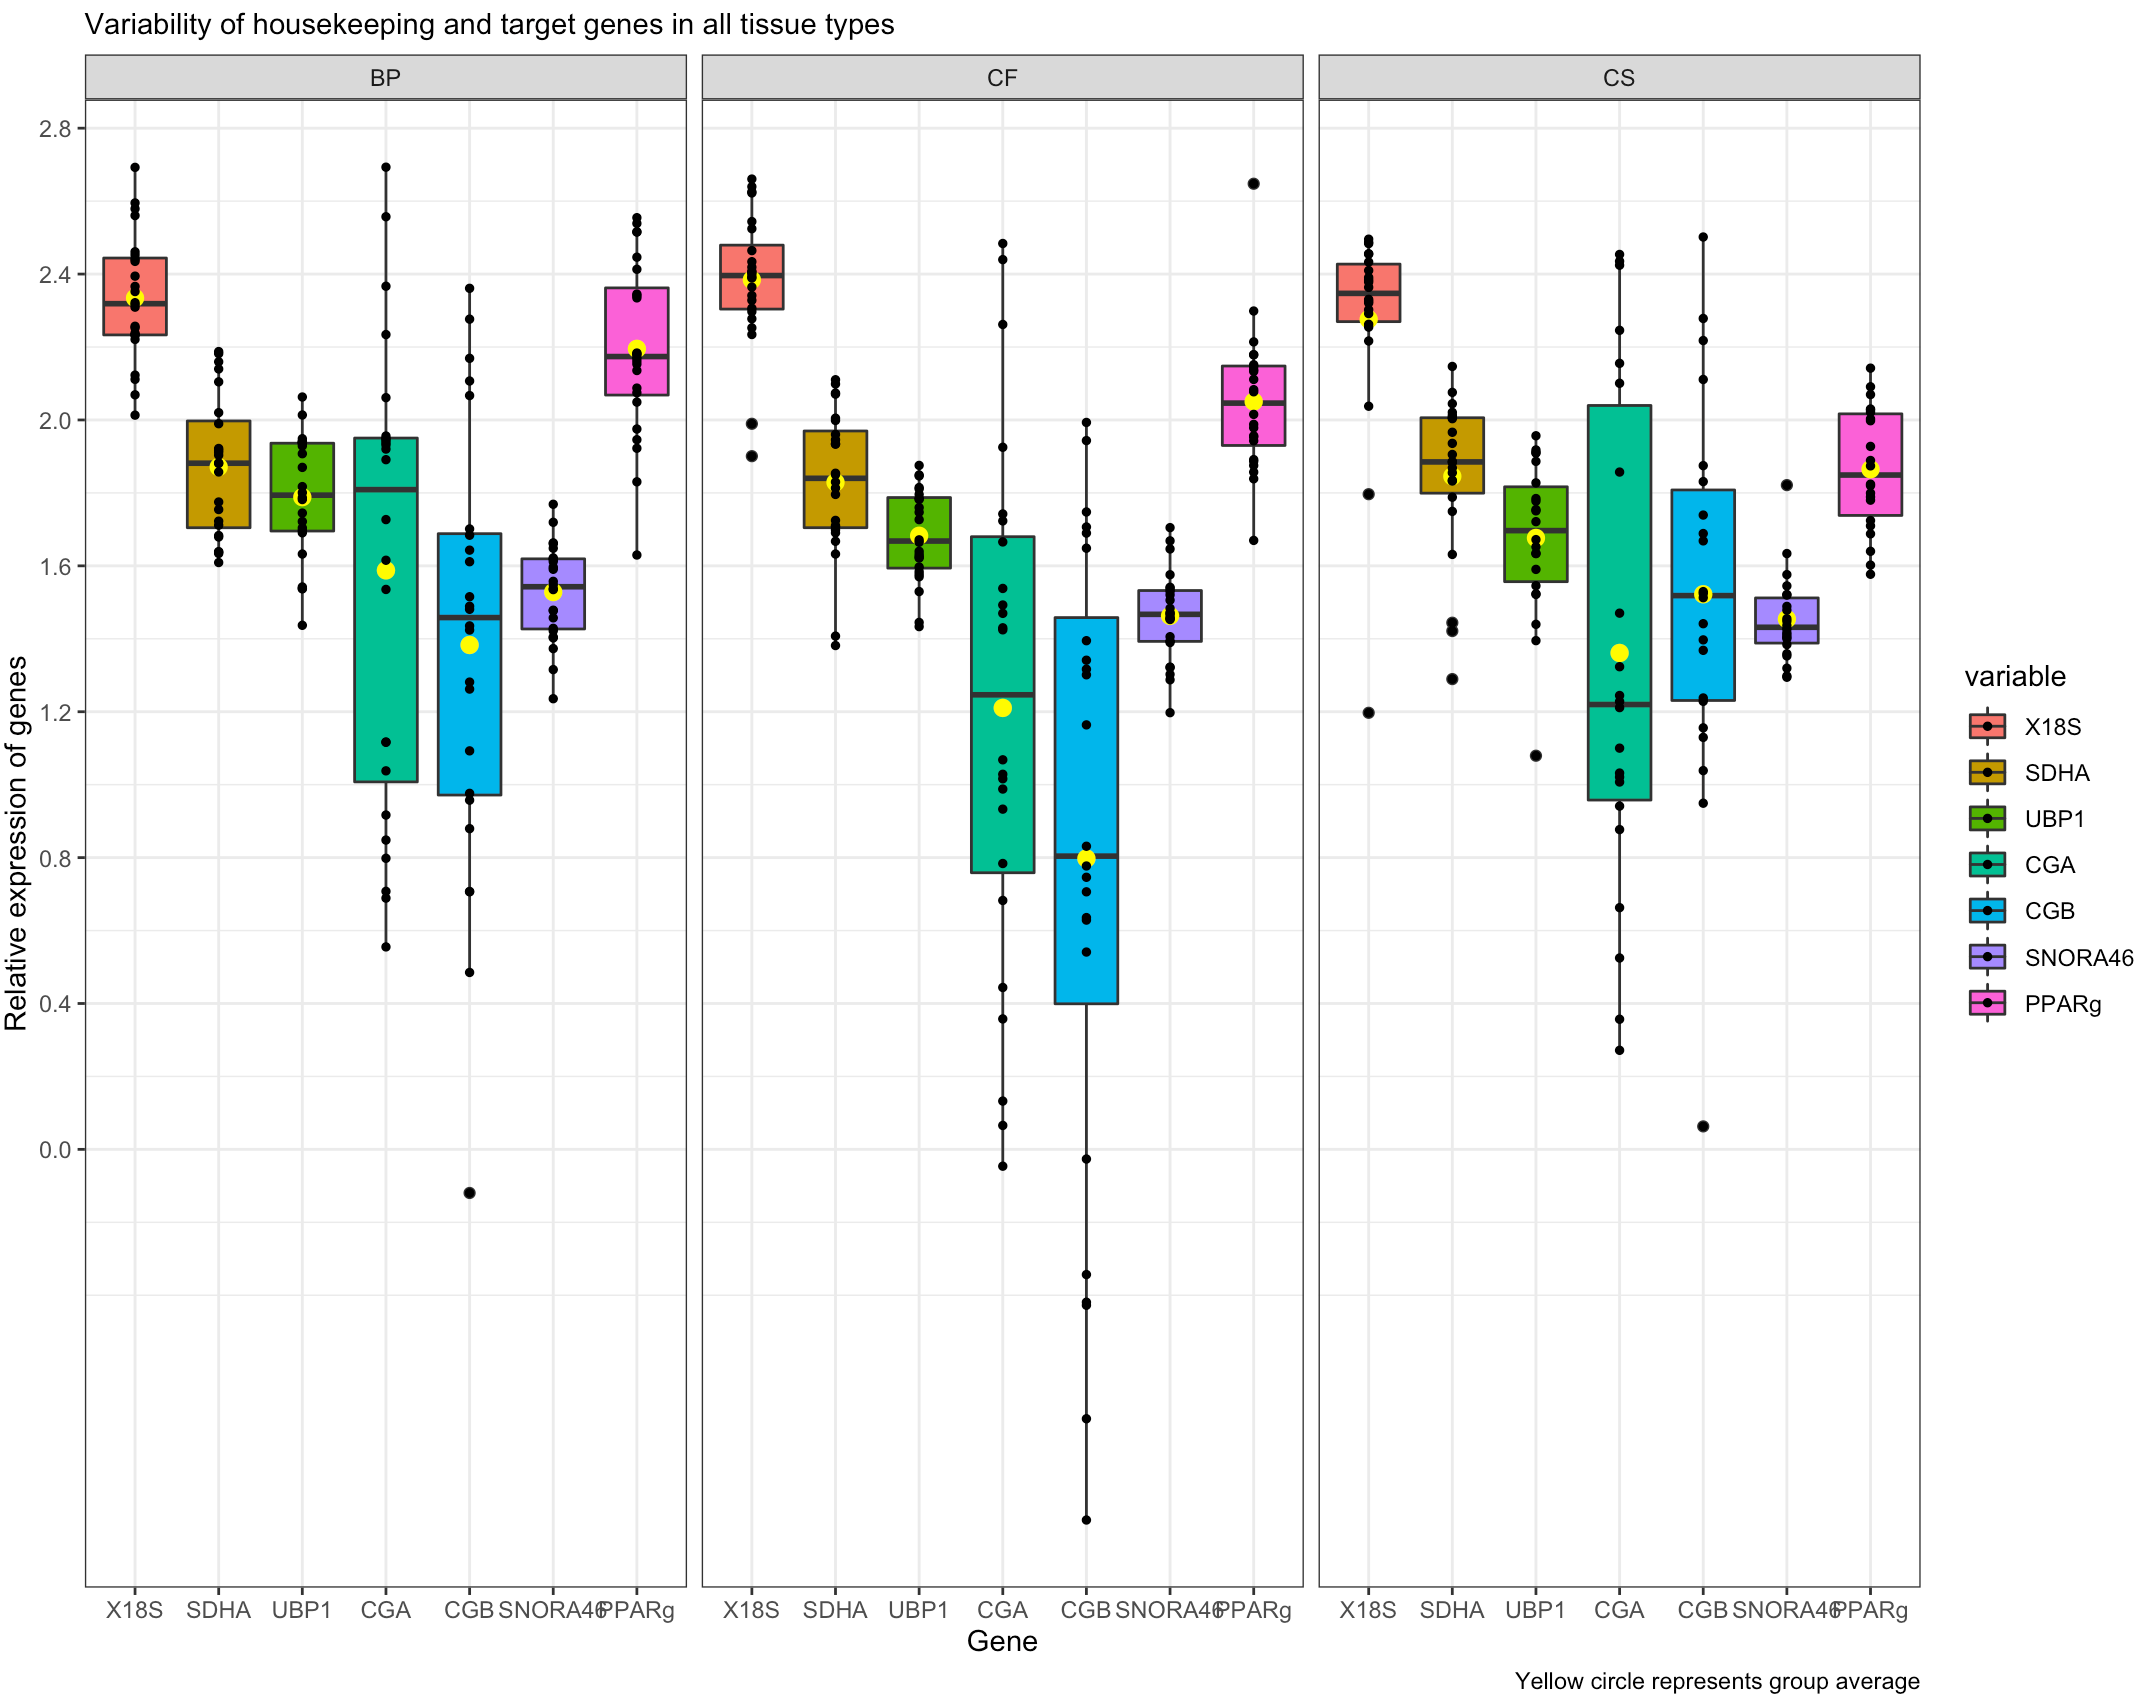 Variability of housekeeping and target genes in all tissue types
BP CF CS
2.8
2.4
2.0
1.6
1.2
0.8
0.4
0.0
Relative expression of genes
X18S SDHA UBP1 CGA CGB SNORA46 PPARg X18S SDHA UBP1 CGA CGB SNORA46 PPARg X18S SDHA UBP1 CGA CGB SNORA46 PPARg
Gene
variable
X18S
SDHA
UBP1
CGA
CGB
SNORA46
PPARg
Yellow circle represents group average